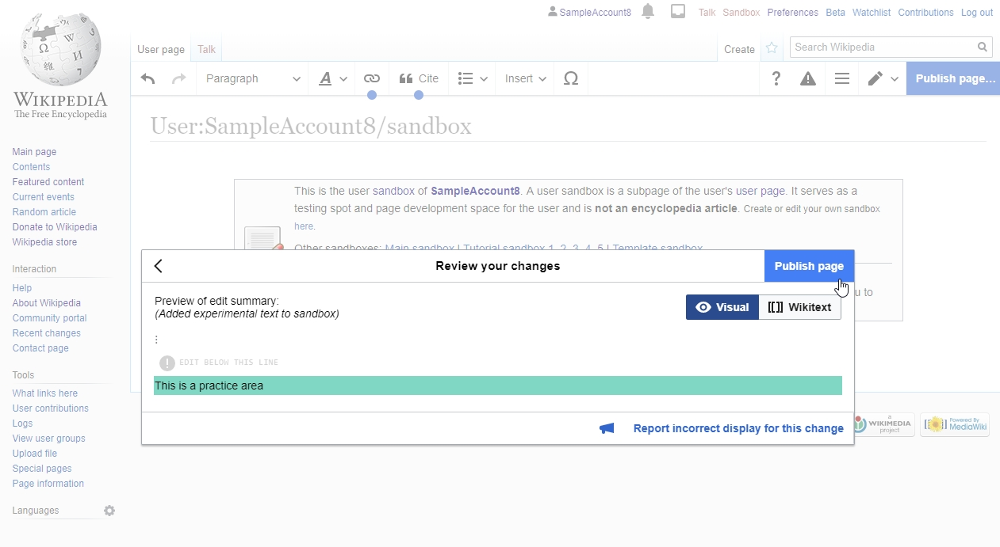 SampleAccount8 Talk Sandbox Preferences Beta Watchlist Contributions Log out
WIKIPEDIA
The Free Encyclopedia
User page Talk Create Search Wikipedia
Paragraph A Cite Insert Ω ? Publish page…
User:SampleAccount8/sandbox
Main page
Contents
Featured content
Current events
Random article
Donate to Wikipedia
Wikipedia store
Interaction
Help
About Wikipedia
Community portal
Recent changes
Contact page
Tools
What links here
User contributions
Logs
View user groups
Upload file
Special pages
Page information
Languages
This is the user sandbox of SampleAccount8. A user sandbox is a subpage of the user's user page. It serves as a
testing spot and page development space for the user and is not an encyclopedia article. Create or edit your own sandbox
here.
Other sandboxes: Main sandbox | Tutorial sandbox 1, 2, 3, 4, 5 | Template sandbox
u to
Review your changes
Publish page
Preview of edit summary:
(Added experimental text to sandbox)
Visual [[]] Wikitext
⋮
! EDIT BELOW THIS LINE
This is a practice area
Report incorrect display for this change
a
WIKIMEDIA
project
Powered By
MediaWiki